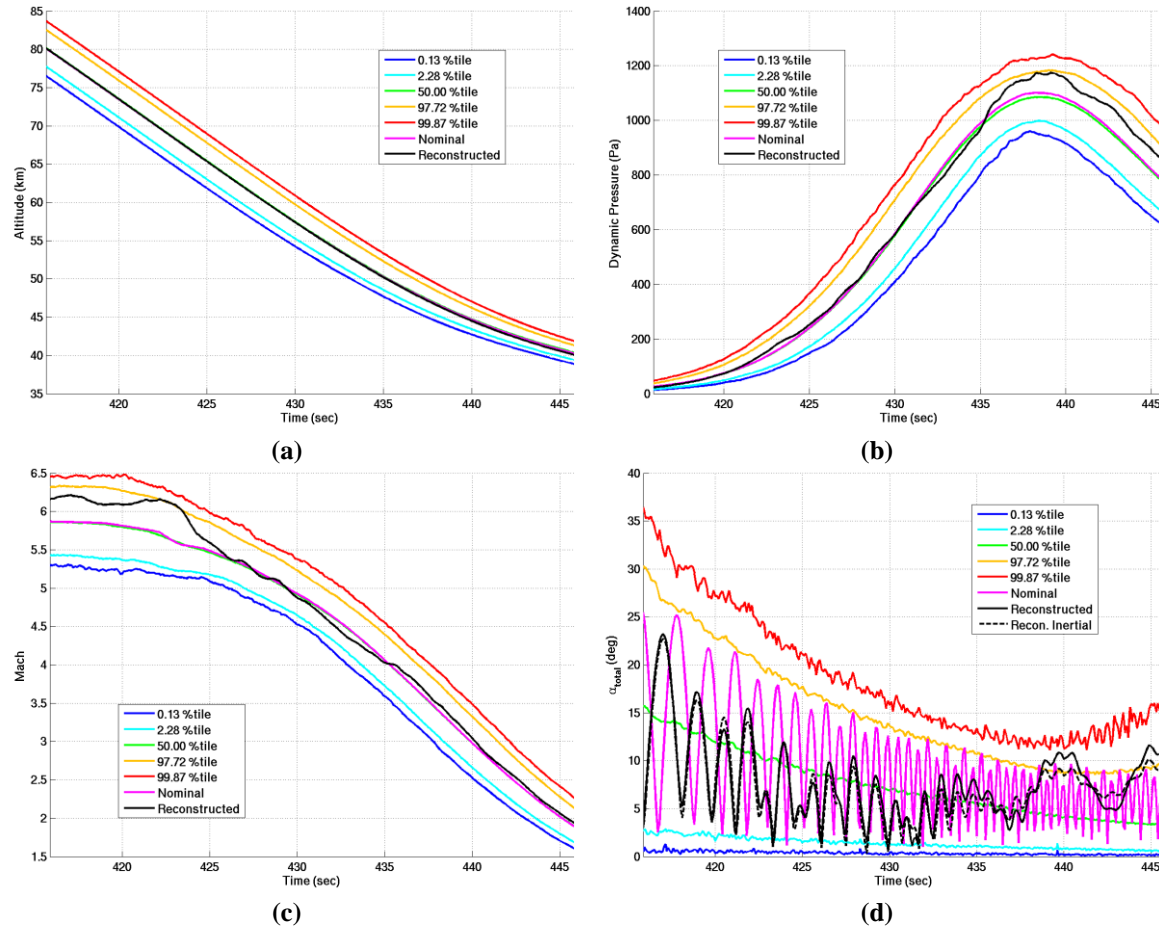 85
80
75
70
65
60
55
50
45
40
35
Altitude (km)
0.13 %tile
2.28 %tile
50.00 %tile
97.72 %tile
99.87 %tile
Nominal
Reconstructed
420 425 430 435 440 445
Time (sec)
(a)
1400
1200
1000
800
600
400
200
0
Dynamic Pressure (Pa)
0.13 %tile
2.28 %tile
50.00 %tile
97.72 %tile
99.87 %tile
Nominal
Reconstructed
420 425 430 435 440 445
Time (sec)
(b)
6.5
6
5.5
5
4.5
4
3.5
3
2.5
2
1.5
Mach
0.13 %tile
2.28 %tile
50.00 %tile
97.72 %tile
99.87 %tile
Nominal
Reconstructed
420 425 430 435 440 445
Time (sec)
(c)
40
35
30
25
20
15
10
5
0
α_total (deg)
0.13 %tile
2.28 %tile
50.00 %tile
97.72 %tile
99.87 %tile
Nominal
Reconstructed
Recon. Inertial
420 425 430 435 440 445
Time (sec)
(d)